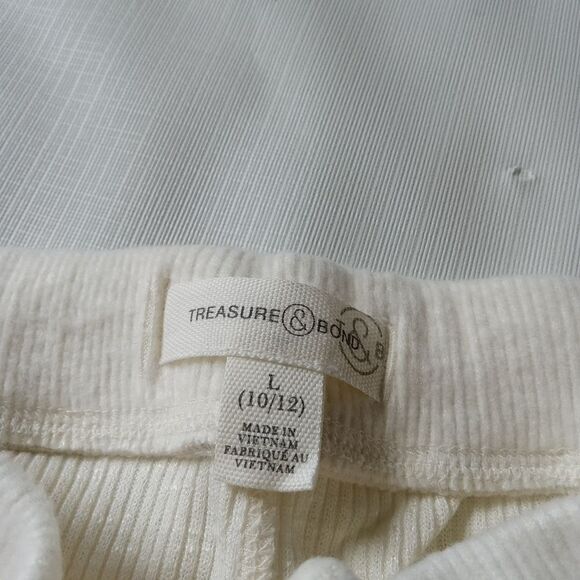 TREASURE & BOND
T & B
L
(10/12)
MADE IN
VIETNAM
FABRIQUÉ AU
VIETNAM